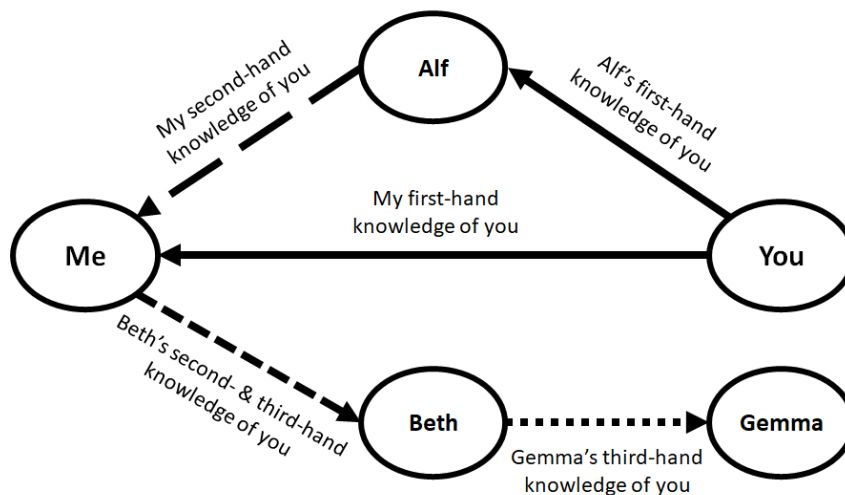 Alf
My second-hand
knowledge of you
Alf's first-hand
knowledge of you
My first-hand
knowledge of you
Me
You
Beth's second- & third-hand
knowledge of you
Beth
Gemma
Gemma's third-hand
knowledge of you